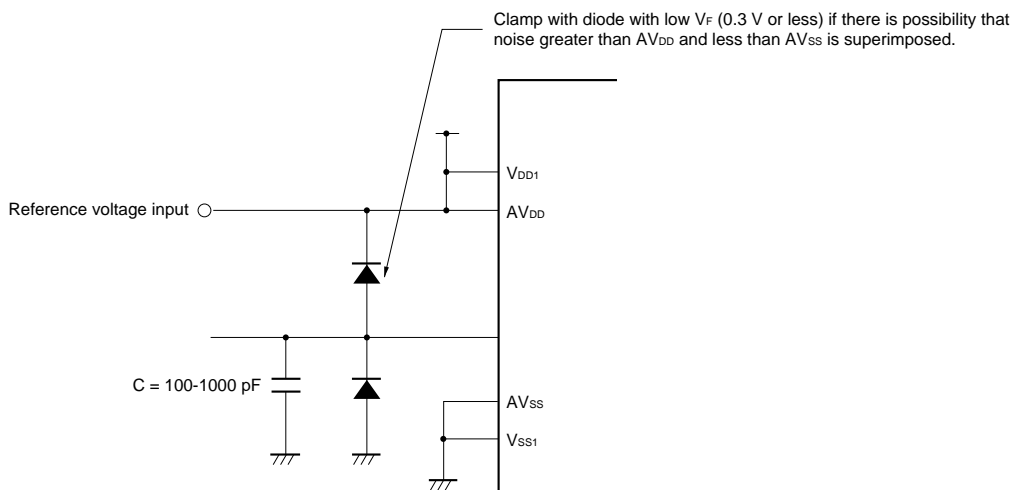 Clamp with diode with low VF (0.3 V or less) if there is possibility that
noise greater than AVDD and less than AVSS is superimposed.
VDD1
Reference voltage input
AVDD
C = 100-1000 pF
AVSS
VSS1